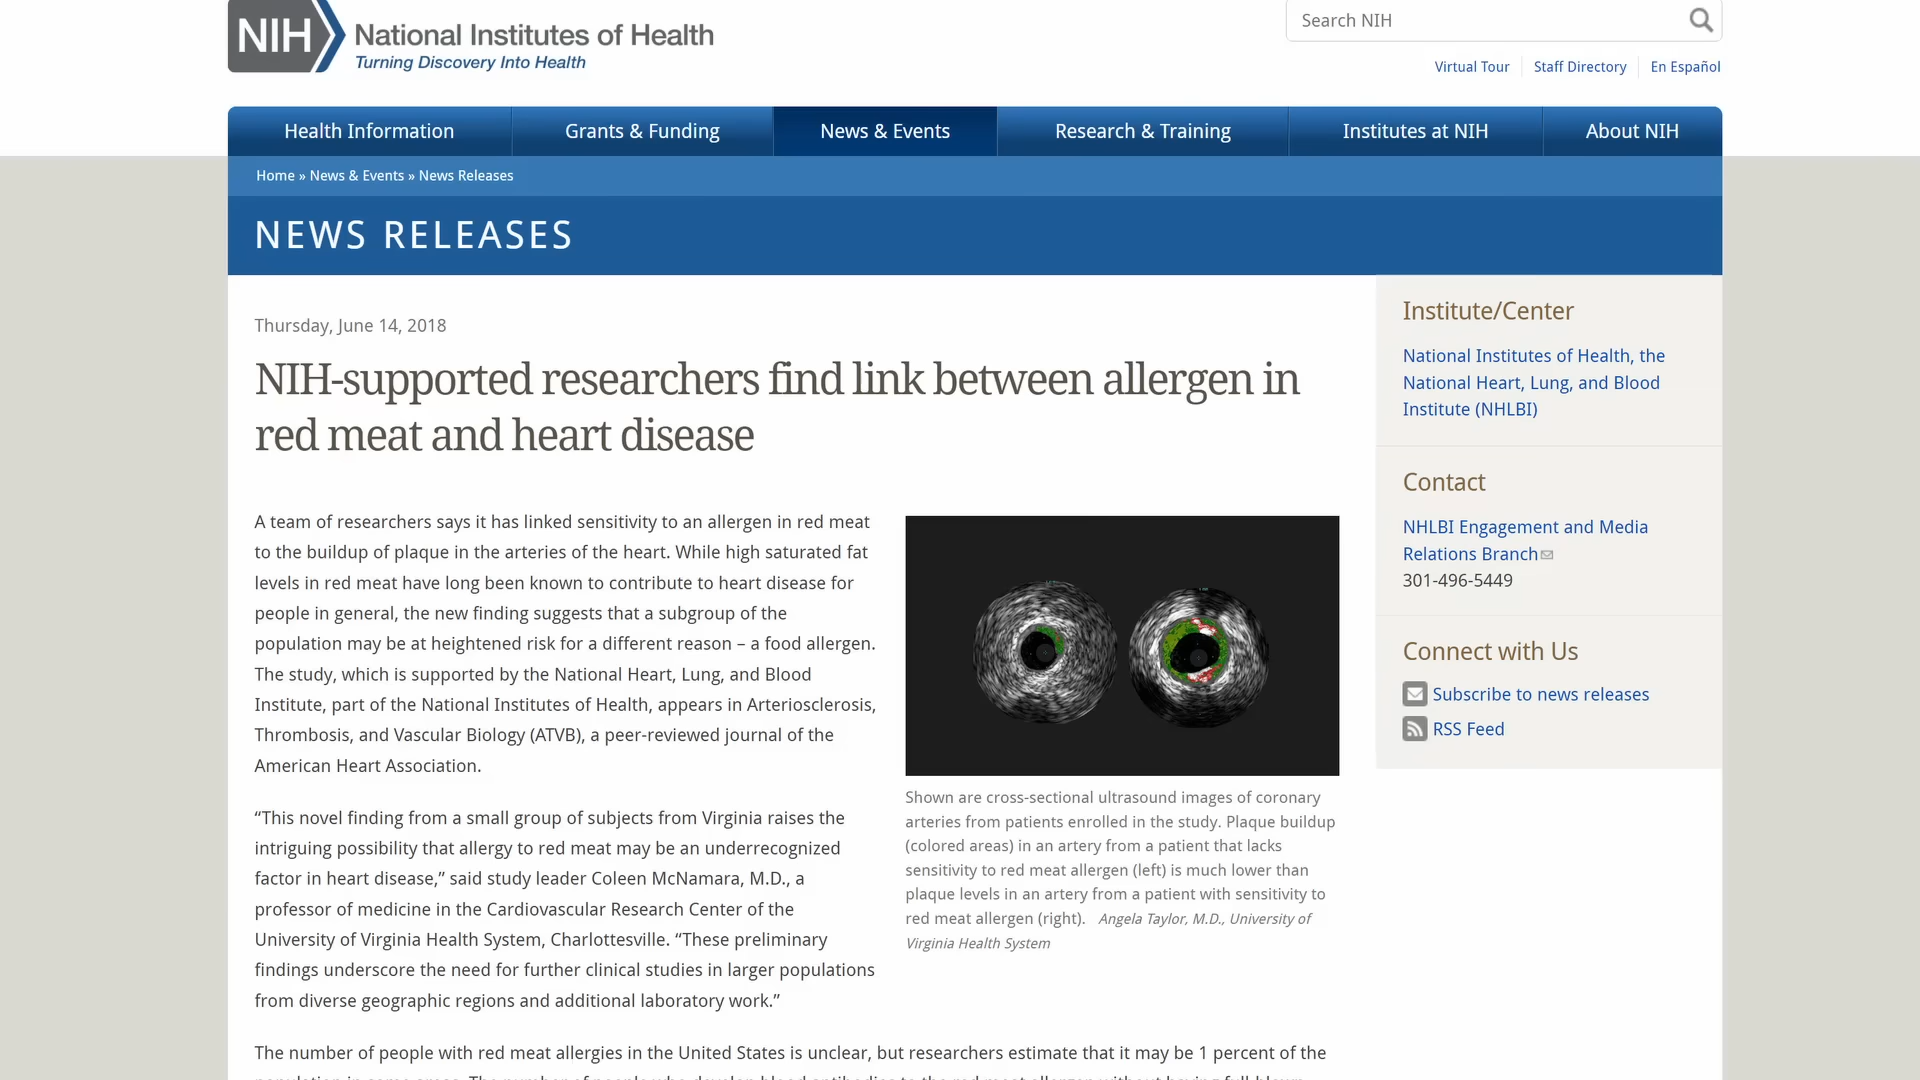 NIH National Institutes of Health
Turning Discovery Into Health
Search NIH
Virtual Tour
Staff Directory
En Español
Health Information
Grants & Funding
News & Events
Research & Training
Institutes at NIH
About NIH
Home » News & Events » News Releases
NEWS RELEASES
Thursday, June 14, 2018
NIH-supported researchers find link between allergen in
red meat and heart disease
A team of researchers says it has linked sensitivity to an allergen in red meat
to the buildup of plaque in the arteries of the heart. While high saturated fat
levels in red meat have long been known to contribute to heart disease for
people in general, the new finding suggests that a subgroup of the
population may be at heightened risk for a different reason – a food allergen.
The study, which is supported by the National Heart, Lung, and Blood
Institute, part of the National Institutes of Health, appears in Arteriosclerosis,
Thrombosis, and Vascular Biology (ATVB), a peer-reviewed journal of the
American Heart Association.
“This novel finding from a small group of subjects from Virginia raises the
intriguing possibility that allergy to red meat may be an underrecognized
factor in heart disease,” said study leader Coleen McNamara, M.D., a
professor of medicine in the Cardiovascular Research Center of the
University of Virginia Health System, Charlottesville. “These preliminary
findings underscore the need for further clinical studies in larger populations
from diverse geographic regions and additional laboratory work.”
Shown are cross-sectional ultrasound images of coronary
arteries from patients enrolled in the study. Plaque buildup
(colored areas) in an artery from a patient that lacks
sensitivity to red meat allergen (left) is much lower than
plaque levels in an artery from a patient with sensitivity to
red meat allergen (right). Angela Taylor, M.D., University of
Virginia Health System
The number of people with red meat allergies in the United States is unclear, but researchers estimate that it may be 1 percent of the
Institute/Center
National Institutes of Health, the
National Heart, Lung, and Blood
Institute (NHLBI)
Contact
NHLBI Engagement and Media
Relations Branch
301-496-5449
Connect with Us
Subscribe to news releases
RSS Feed